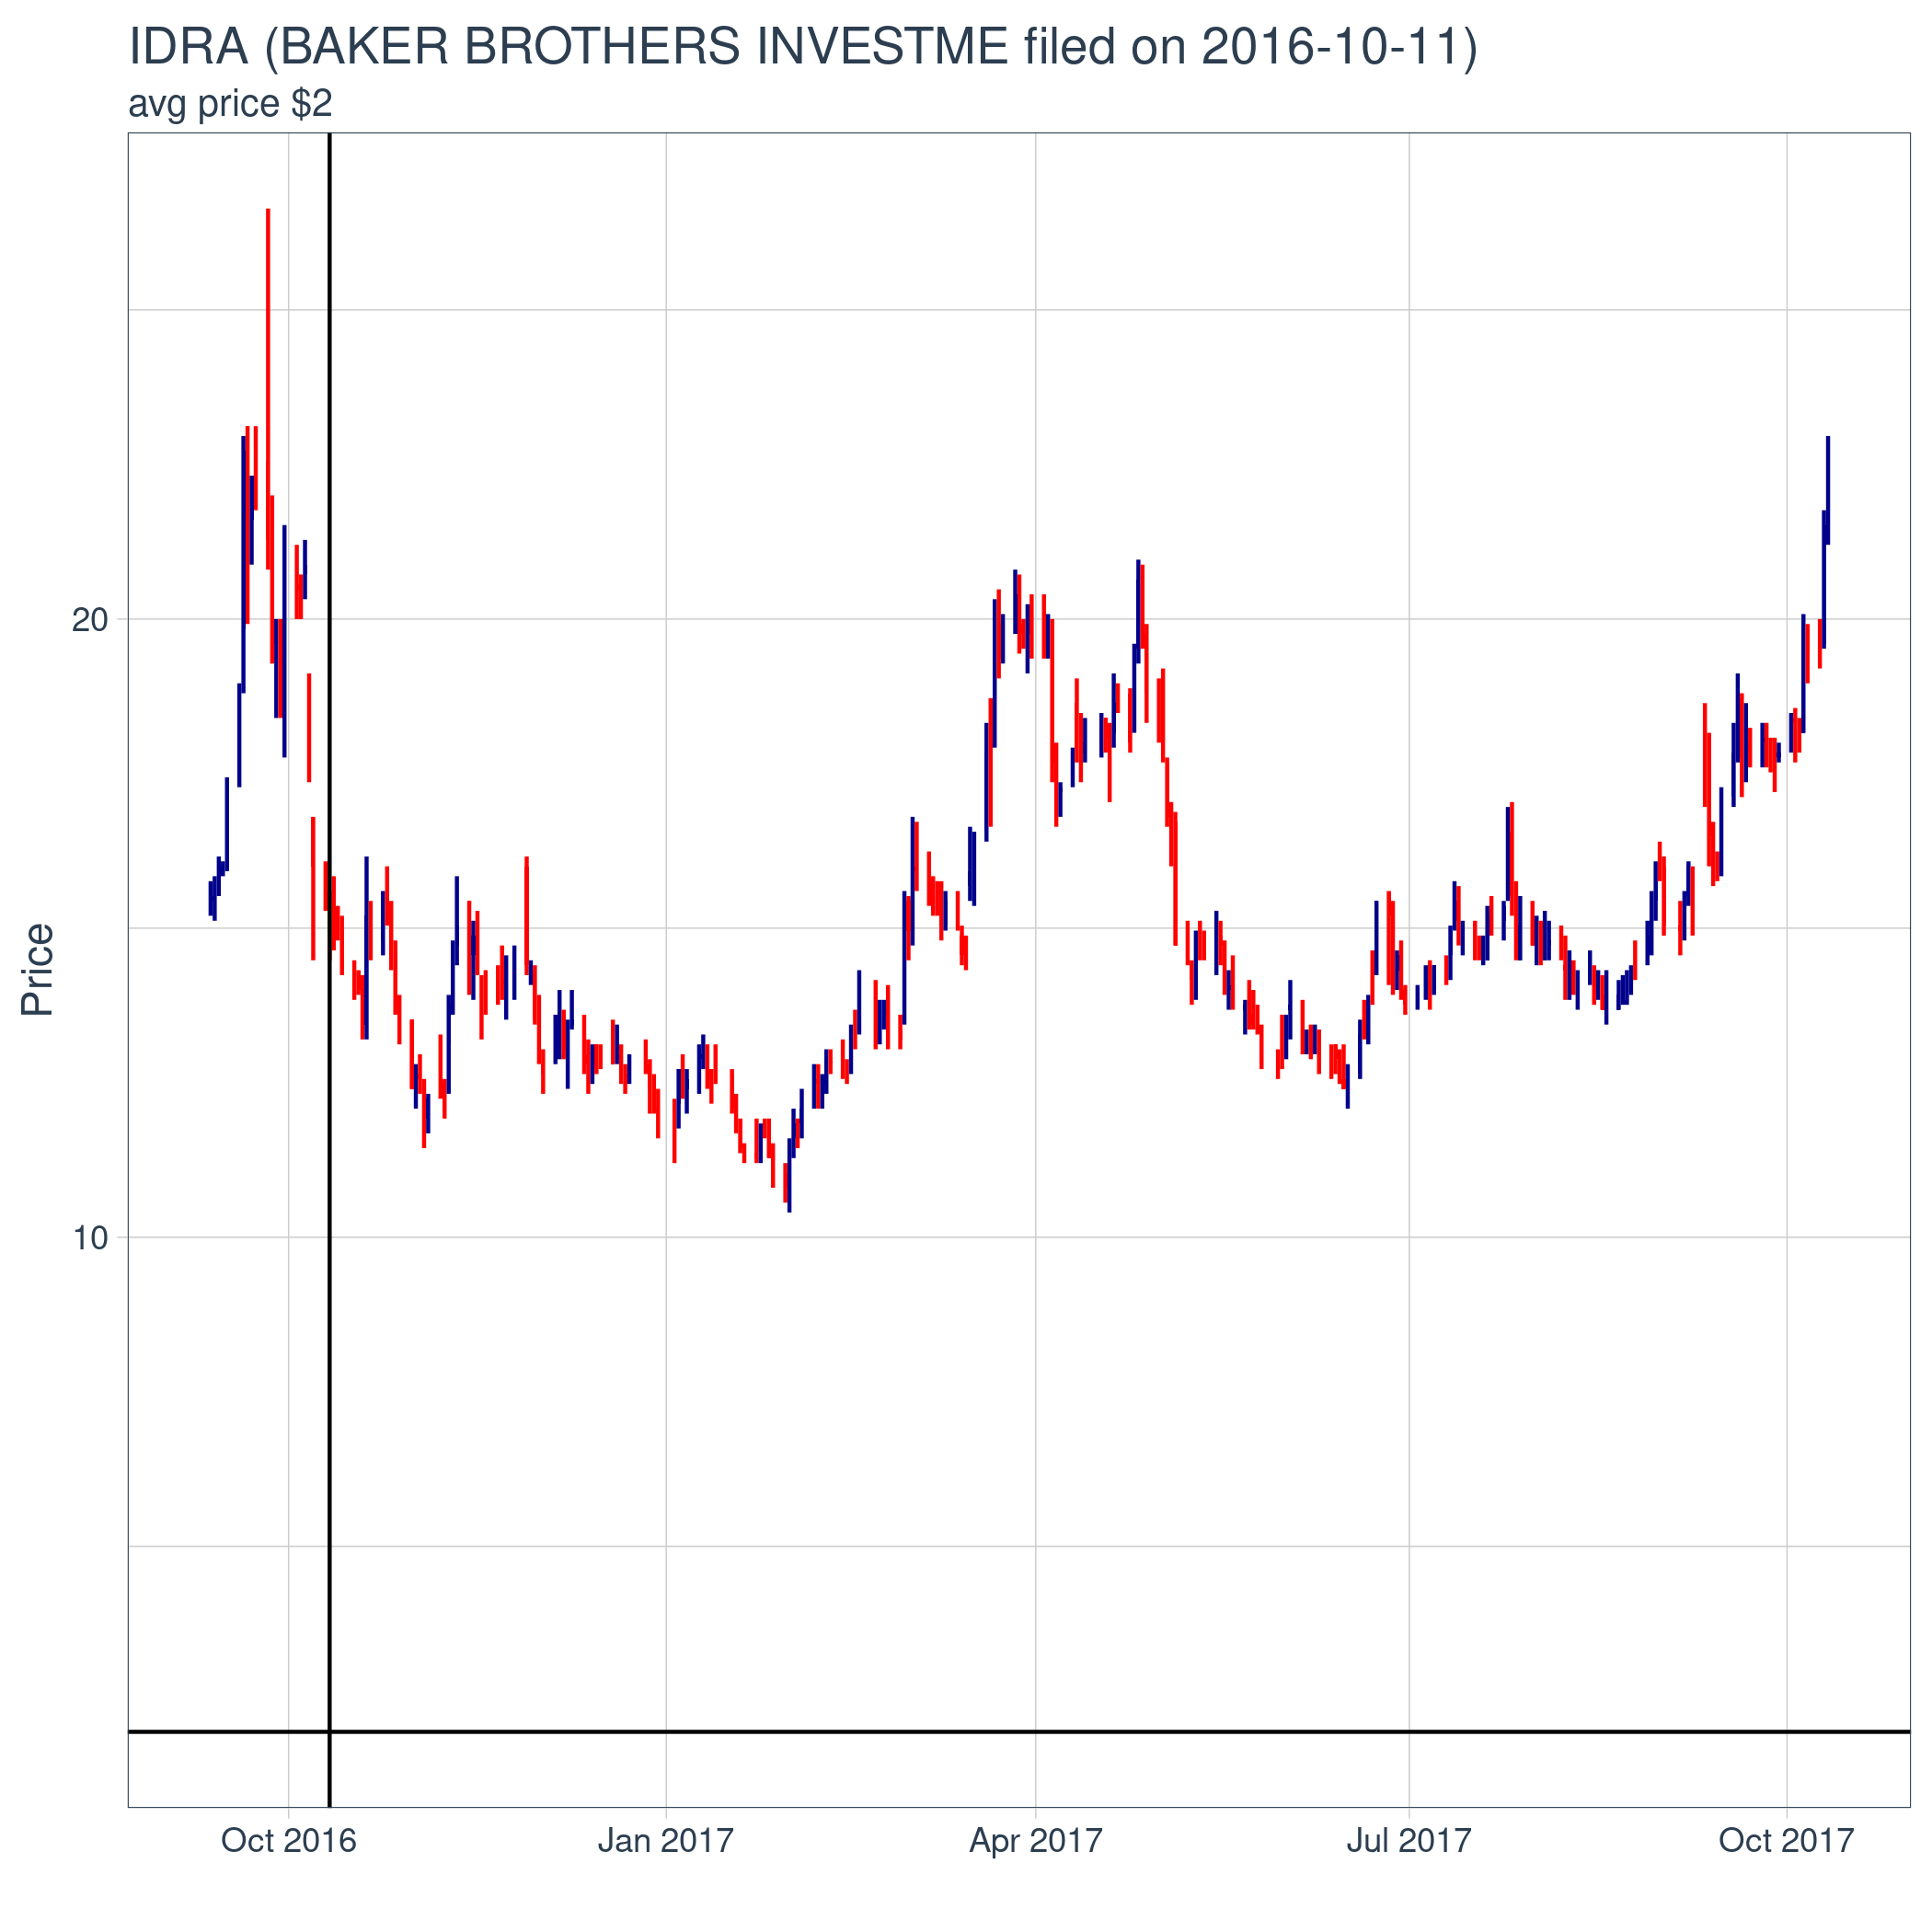 IDRA (BAKER BROTHERS INVESTME filed on 2016-10-11)
avg price $2
Price
20
10
Oct 2016
Jan 2017
Apr 2017
Jul 2017
Oct 2017